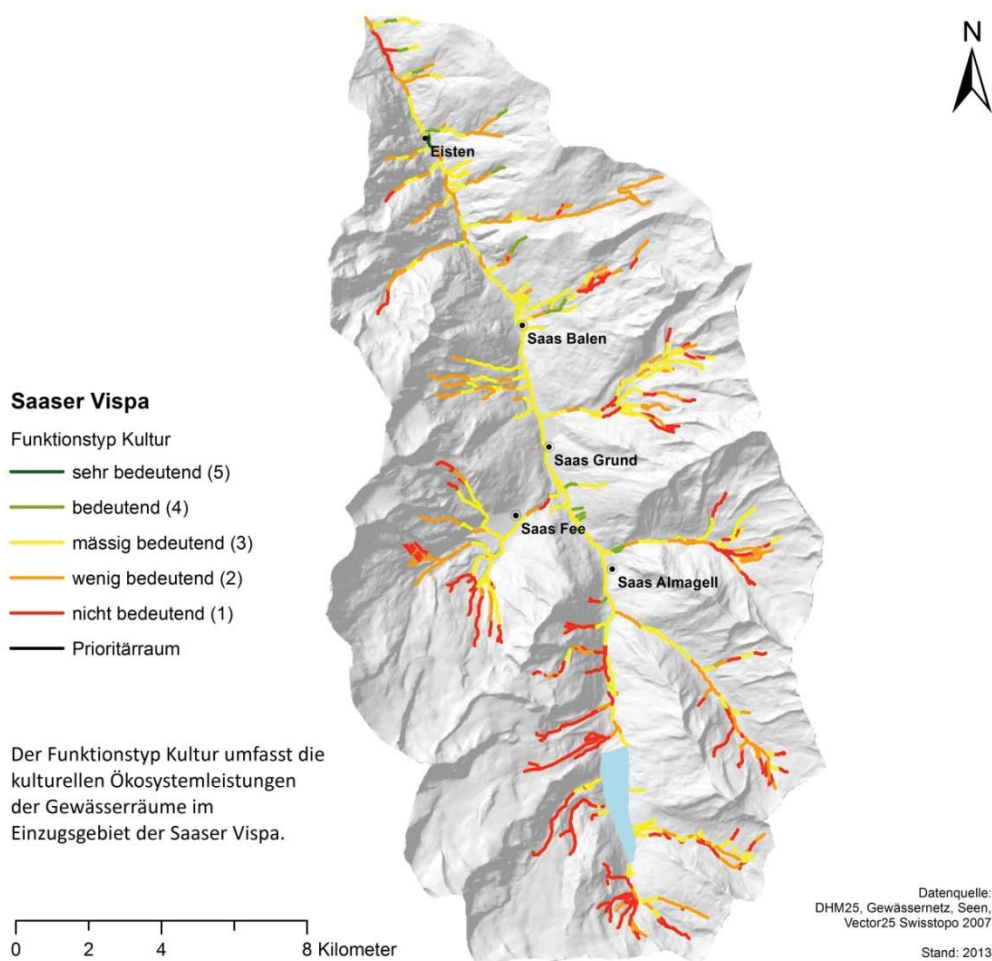 N
Eisten
Saas Balen
Saas Grund
Saas Fee
Saas Almagell
Saaser Vispa
Funktionstyp Kultur
sehr bedeutend (5)
bedeutend (4)
mässig bedeutend (3)
wenig bedeutend (2)
nicht bedeutend (1)
Prioritärraum
Der Funktionstyp Kultur umfasst die
kulturellen Ökosystemleistungen
der Gewässerräume im
Einzugsgebiet der Saaser Vispa.
0 2 4 8 Kilometer
Datenquelle:
DHM25, Gewässernetz, Seen,
Vector25 Swisstopo 2007
Stand: 2013